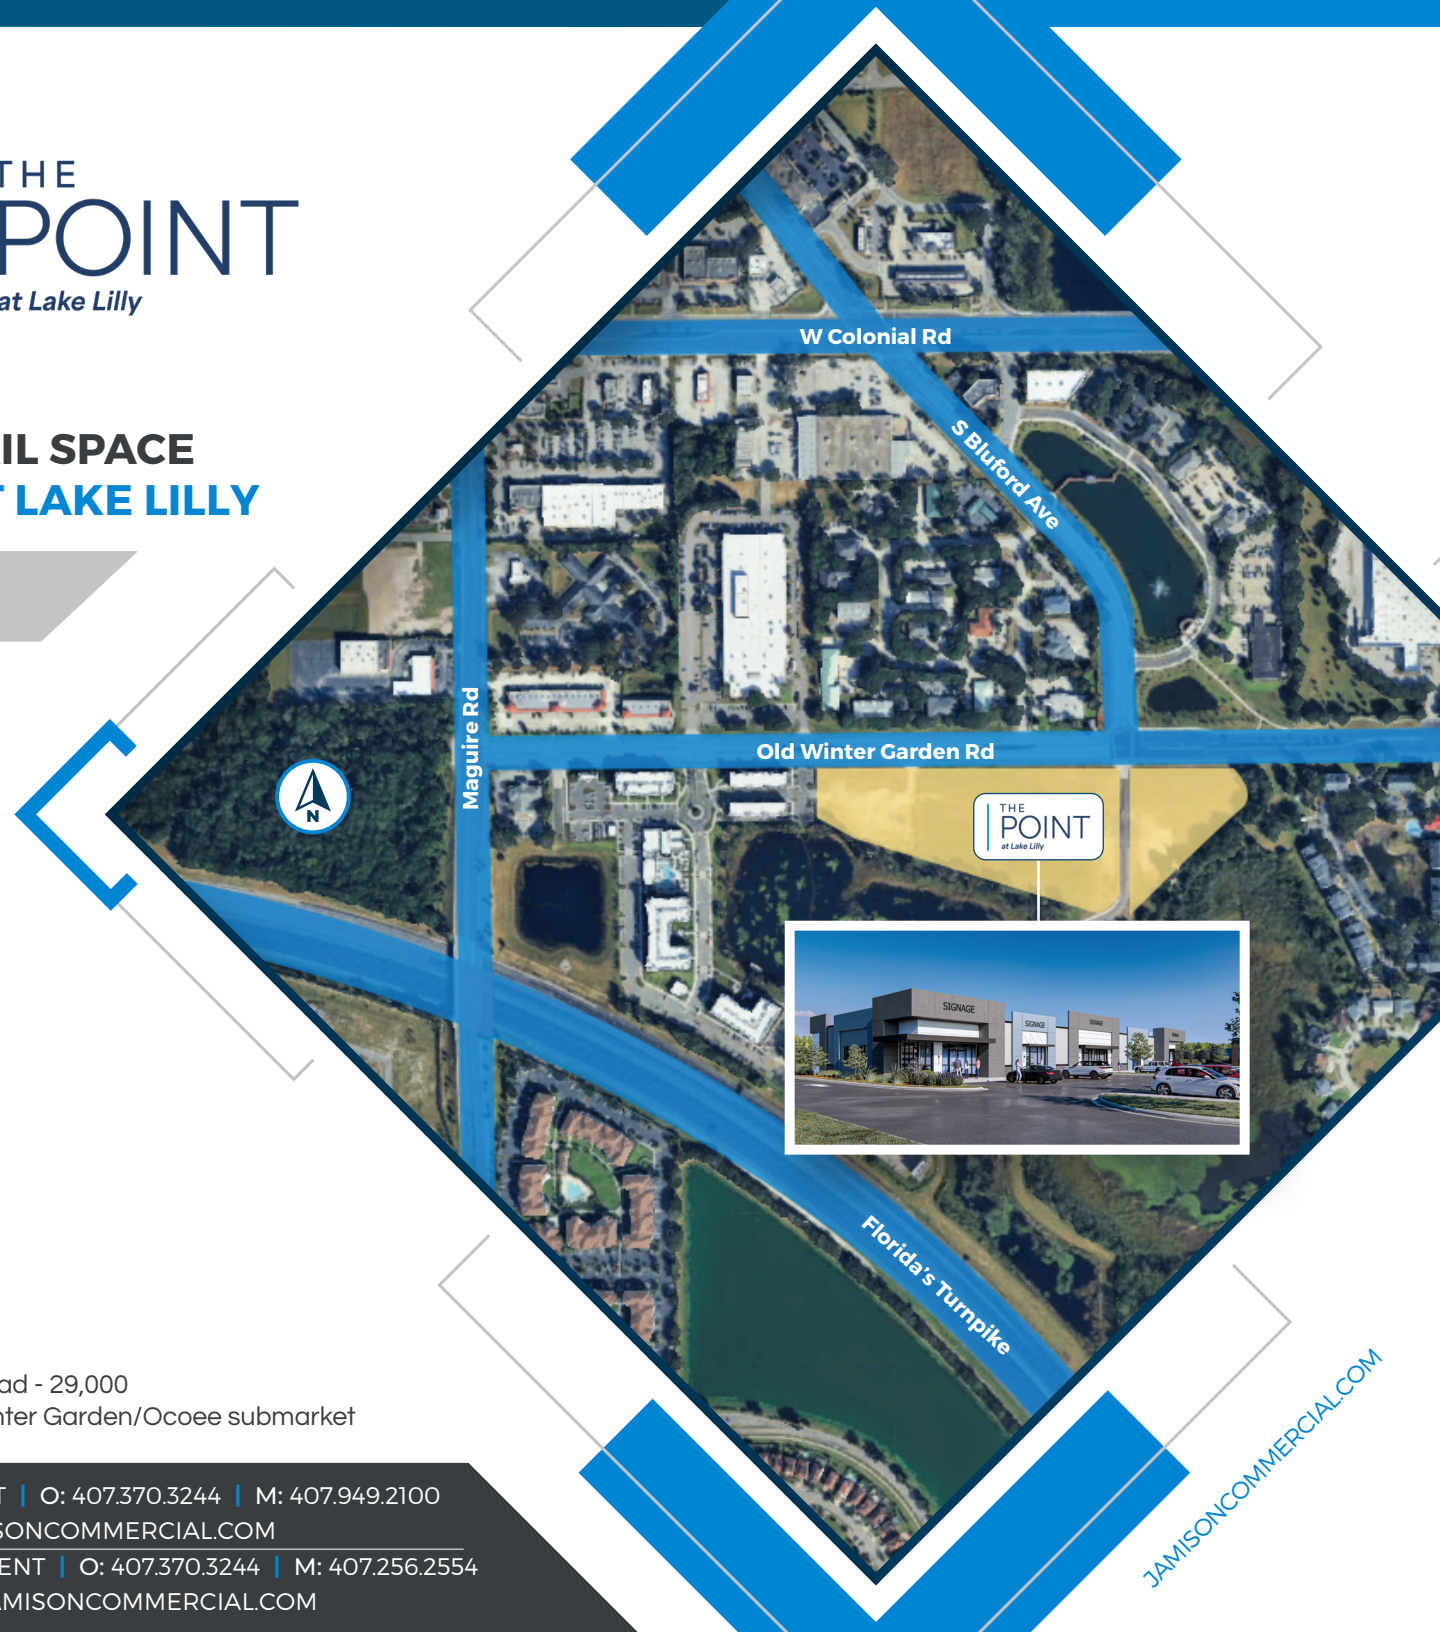 THE
POINT
at Lake Lilly
IL SPACE
T LAKE LILLY
W Colonial Rd
S Bluford Ave
Maguire Rd
Old Winter Garden Rd
N
THE
POINT
at Lake Lilly
SIGNAGE
SIGNAGE
SIGNAGE
Florida's Turnpike
ad - 29,000
nter Garden/Ocoee submarket
T | O: 407.370.3244 | M: 407.949.2100
SONCOMMERCIAL.COM
ENT | O: 407.370.3244 | M: 407.256.2554
AMISONCOMMERCIAL.COM
JAMISONCOMMERCIAL.COM